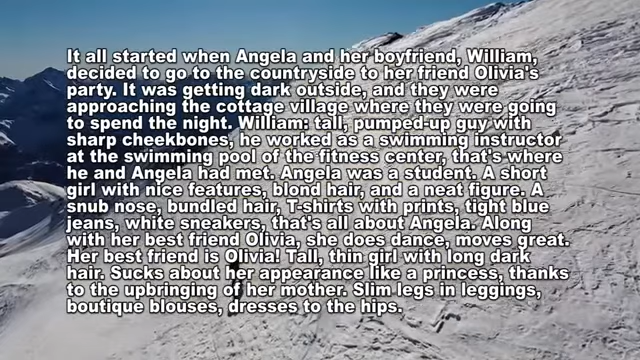 It all started when Angela and her boyfriend, William,
decided to go to the countryside to her friend Olivia's
party. It was getting dark outside, and they were
approaching the cottage village where they were going
to spend the night. William: tall, pumped-up guy with
sharp cheekbones, he worked as a swimming instructor
at the swimming pool of the fitness center, that's where
he and Angela had met. Angela was a student. A short
girl with nice features, blond hair, and a neat figure. A
snub nose, bundled hair, T-shirts with prints, tight blue
jeans, white sneakers, that's all about Angela. Along
with her best friend Olivia, she does dance, moves great.
Her best friend is Olivia! Tall, thin girl with long dark
hair. Sucks about her appearance like a princess, thanks
to the upbringing of her mother. Slim legs in leggings,
boutique blouses, dresses to the hips.